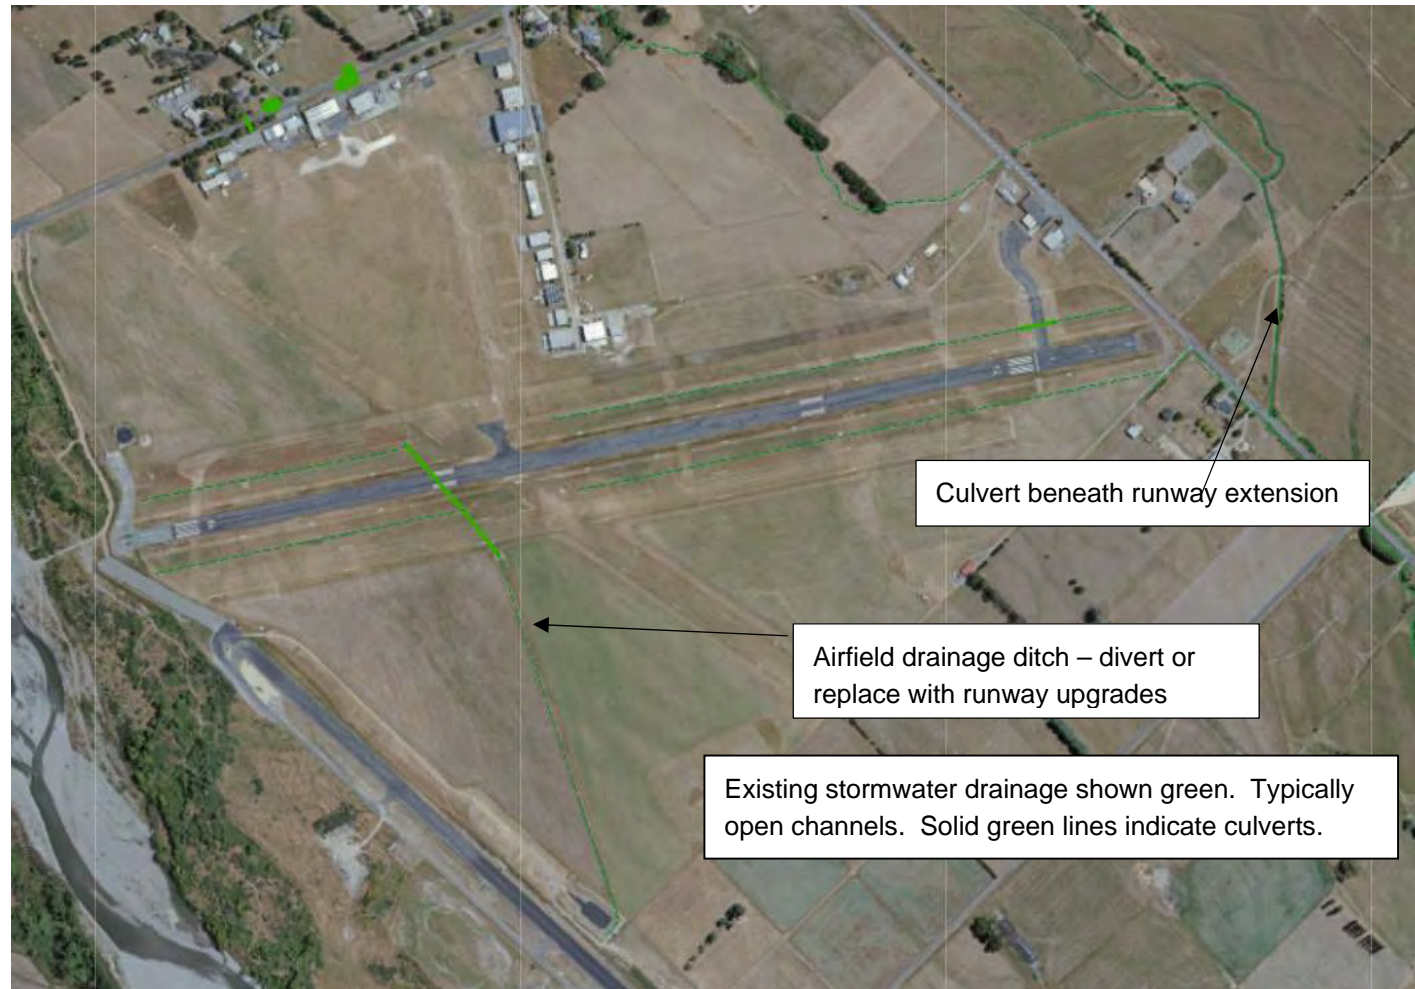 Culvert beneath runway extension
Airfield drainage ditch – divert or
replace with runway upgrades
Existing stormwater drainage shown green.  Typically
open channels.  Solid green lines indicate culverts.